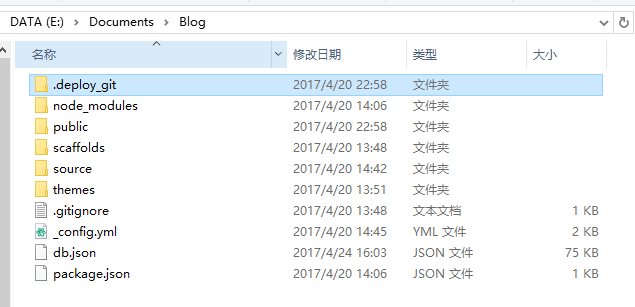 DATA (E:) > Documents > Blog
名称 修改日期 类型 大小
.deploy_git 2017/4/20 22:58 文件夹
node_modules 2017/4/20 14:06 文件夹
public 2017/4/20 22:58 文件夹
scaffolds 2017/4/20 13:48 文件夹
source 2017/4/20 14:42 文件夹
themes 2017/4/20 13:51 文件夹
.gitignore 2017/4/20 13:48 文本文档 1 KB
_config.yml 2017/4/20 14:45 YML 文件 2 KB
db.json 2017/4/24 16:03 JSON 文件 75 KB
package.json 2017/4/20 14:06 JSON 文件 1 KB